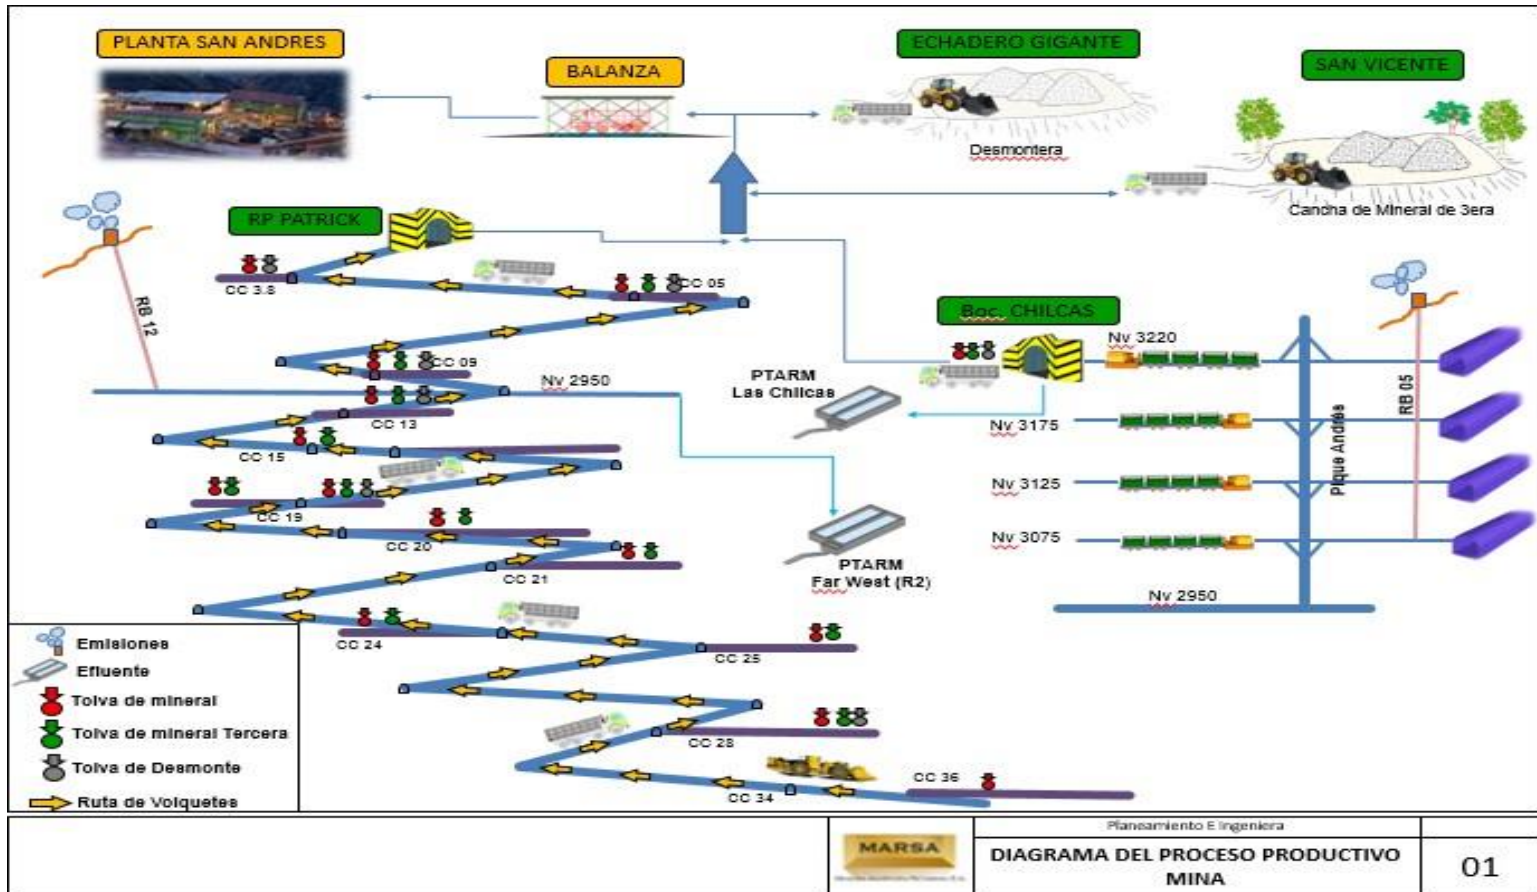 PLANTA SAN ANDRES
BALANZA
ECHADERO GIGANTE
SAN VICENTE
Desmontera
Cancha de Mineral de 3era
RP PATRICK
CC 3.8
CC 05
RB 12
CC 09
Nv 2950
CC 13
CC 15
CC 19
CC 20
CC 21
CC 24
CC 25
CC 28
CC 36
CC 34
Boc. CHILCAS
Nv 3220
PTARM
Las Chilcas
Nv 3175
Nv 3125
Nv 3075
Nv 2950
Pique Andrés
RB 05
PTARM
Far West (R2)
Emisiones
Efluente
Tolva de mineral
Tolva de mineral Tercera
Tolva de Desmonte
Ruta de Volquetes
MARSA
Planeamiento E Ingeniera
DIAGRAMA DEL PROCESO PRODUCTIVO
MINA
01